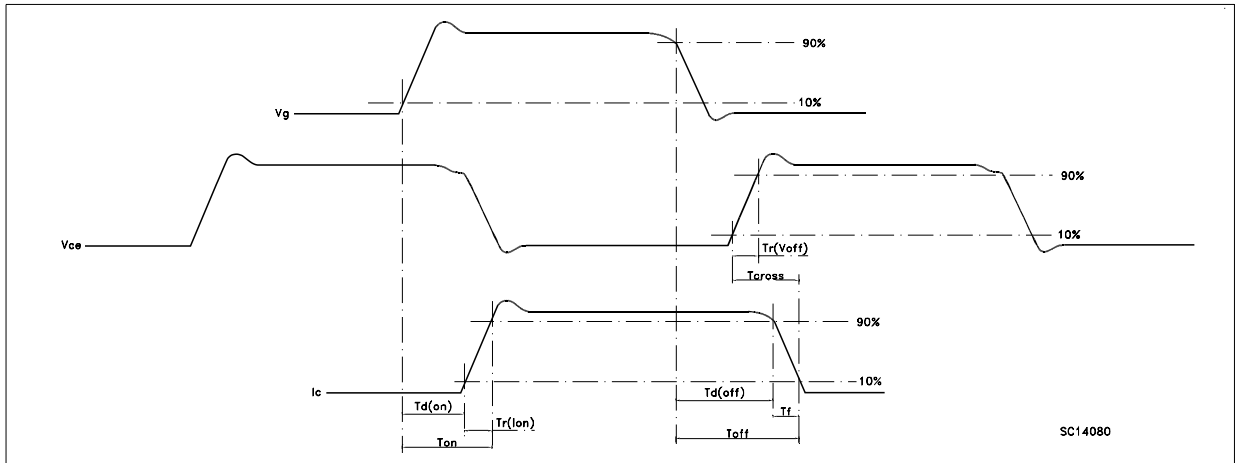 90%
10%
Vg
90%
Vce
10%
Tr(Voff)
Tcross
90%
10%
Ic
Td(on)
Td(off)
Tr(Ion)
Tf
Ton
Toff
SC14080